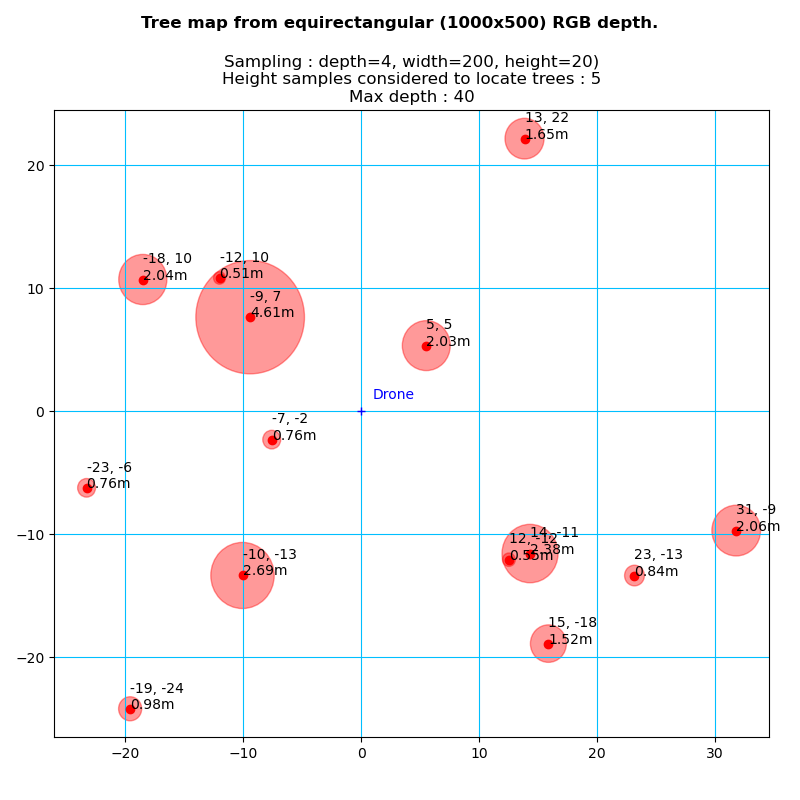 Tree map from equirectangular (1000x500) RGB depth.
Sampling : depth=4, width=200, height=20)
Height samples considered to locate trees : 5
Max depth : 40
13, 22
1.65m
20
-18, 10
2.04m
-12, 10
0.51m
-9, 7
4.61m
10
5, 5
2.03m
Drone
0
-7, -2
0.76m
-23, -6
0.76m
31, -9
2.06m
−10
14, -11
2.38m
12, -12
0.55m
-10, -13
2.69m
23, -13
0.84m
15, -18
1.52m
−20
-19, -24
0.98m
−20 −10 0 10 20 30